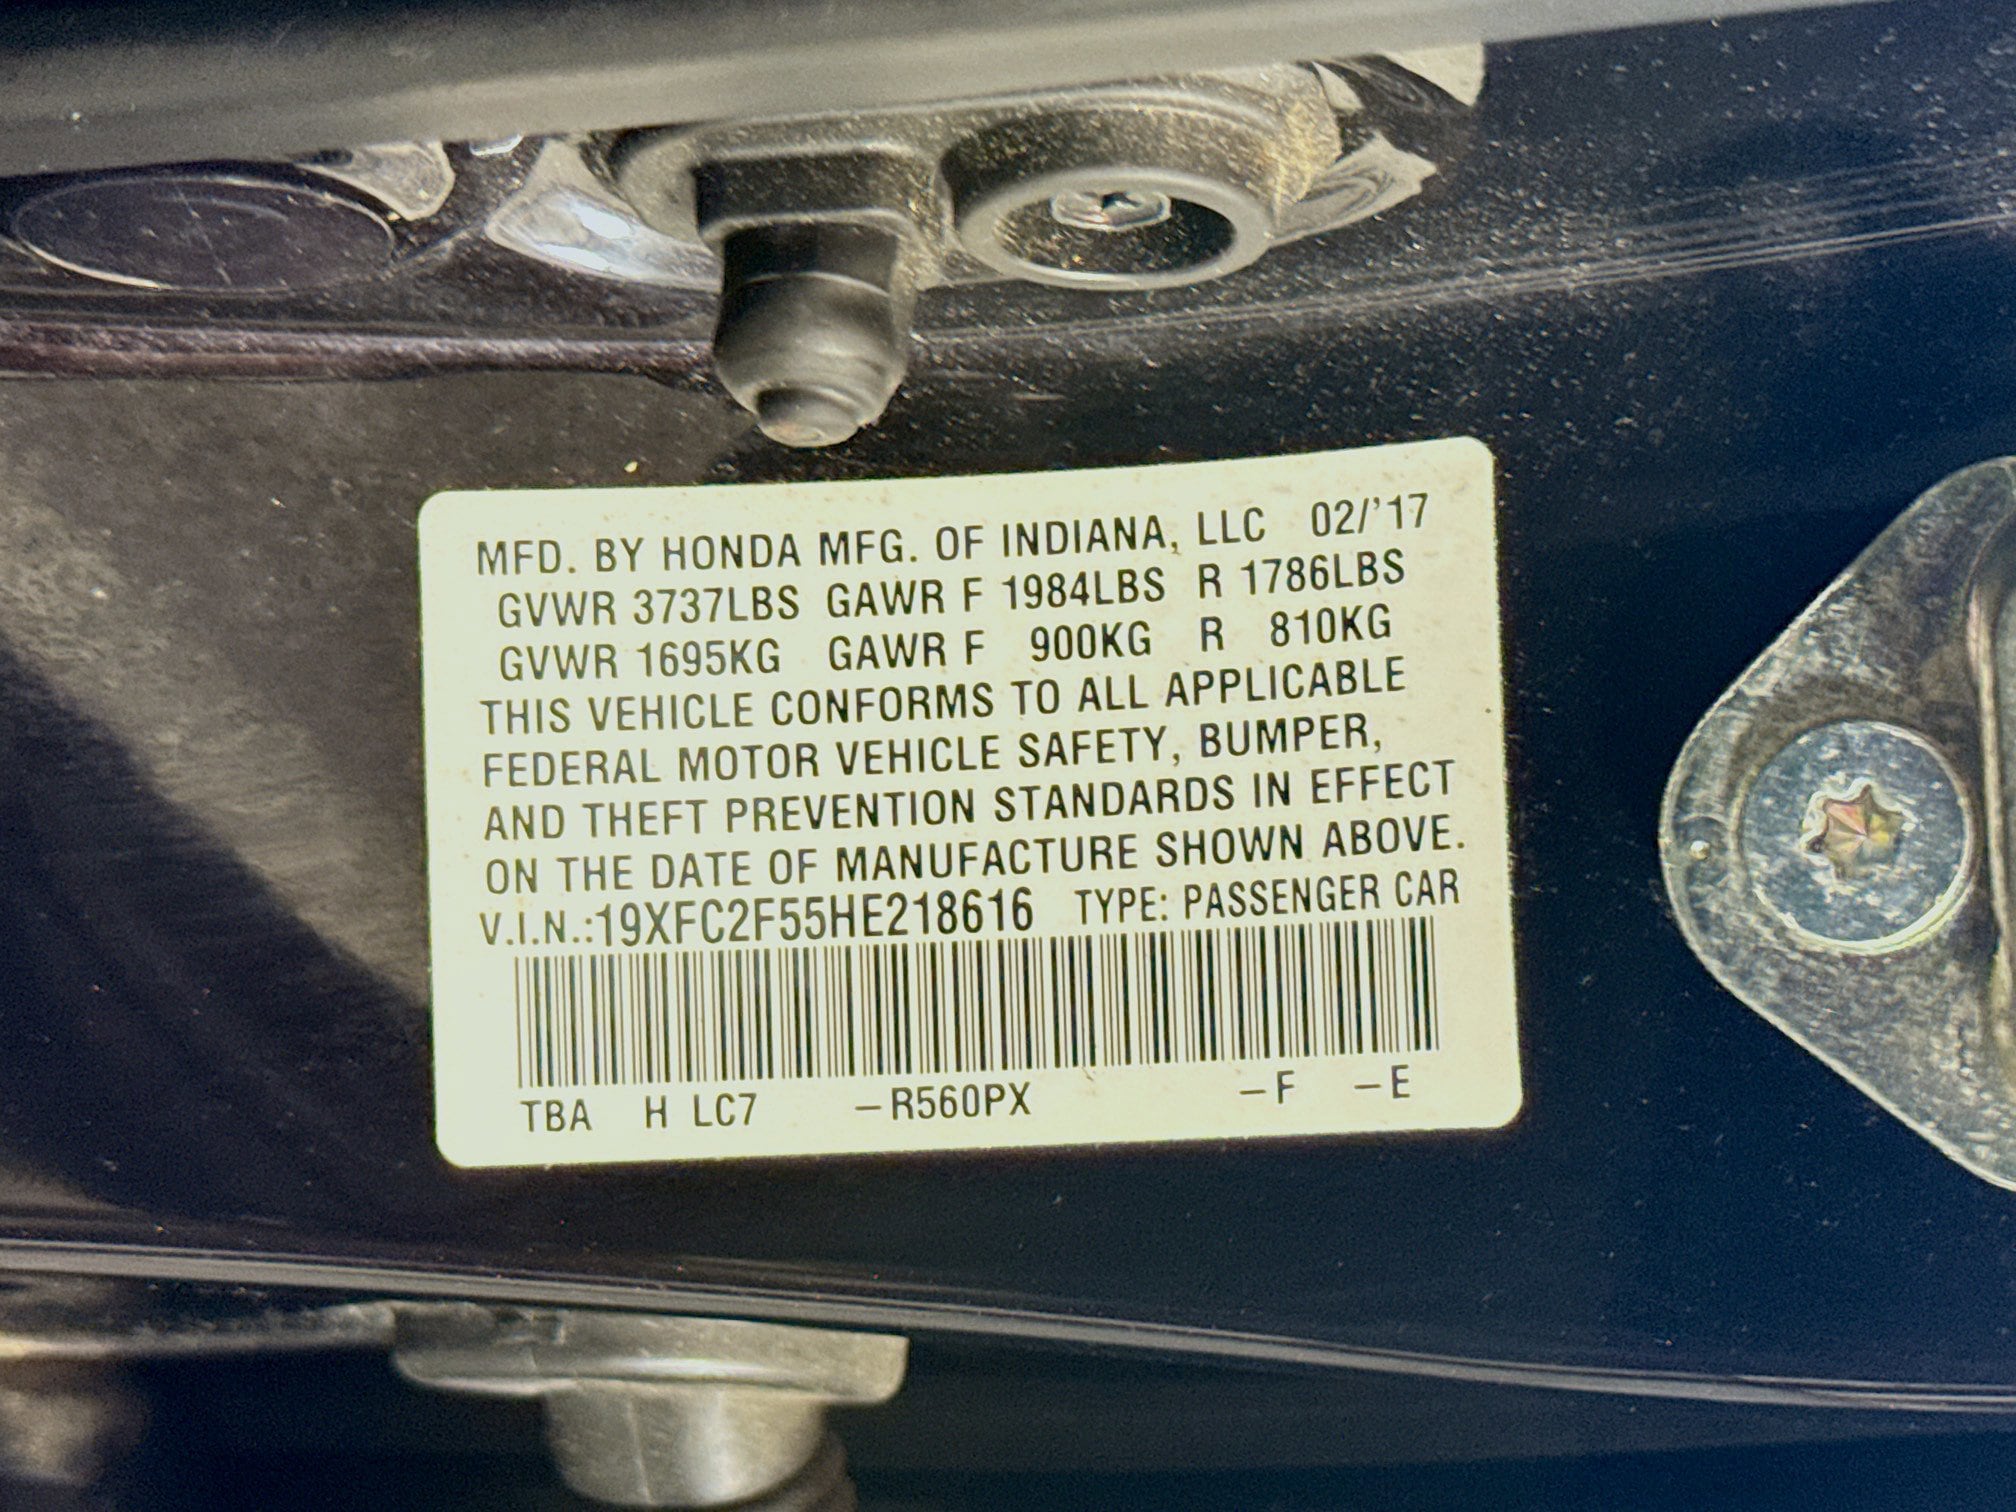 MFD. BY HONDA MFG. OF INDIANA, LLC 02/'17
GVWR 3737LBS GAWR F 1984LBS R 1786LBS
GVWR 1695KG GAWR F 900KG R 810KG
THIS VEHICLE CONFORMS TO ALL APPLICABLE
FEDERAL MOTOR VEHICLE SAFETY, BUMPER,
AND THEFT PREVENTION STANDARDS IN EFFECT
ON THE DATE OF MANUFACTURE SHOWN ABOVE.
V.I.N.:19XFC2F55HE218616 TYPE: PASSENGER CAR
TBA H LC7 –R560PX –F –E